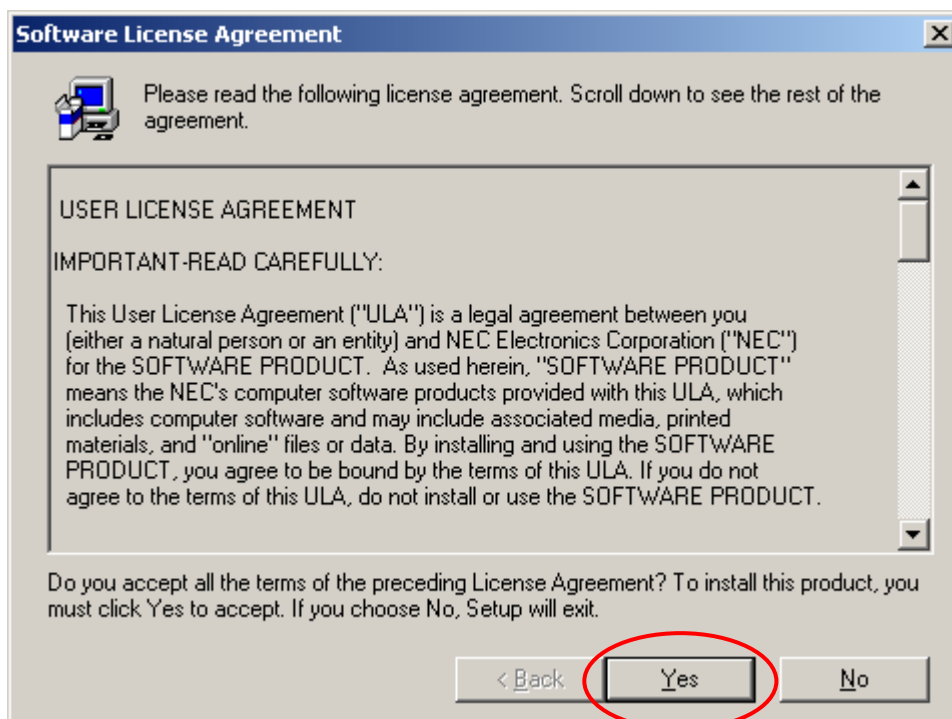 Software License Agreement
Please read the following license agreement. Scroll down to see the rest of the
agreement.
USER LICENSE AGREEMENT
IMPORTANT-READ CAREFULLY:
This User License Agreement ("ULA") is a legal agreement between you
(either a natural person or an entity) and NEC Electronics Corporation ("NEC")
for the SOFTWARE PRODUCT.  As used herein, "SOFTWARE PRODUCT"
means the NEC's computer software products provided with this ULA, which
includes computer software and may include associated media, printed
materials, and "online" files or data. By installing and using the SOFTWARE
PRODUCT, you agree to be bound by the terms of this ULA. If you do not
agree to the terms of this ULA, do not install or use the SOFTWARE PRODUCT.
Do you accept all the terms of the preceding License Agreement? To install this product, you
must click Yes to accept. If you choose No, Setup will exit.
< Back Yes No